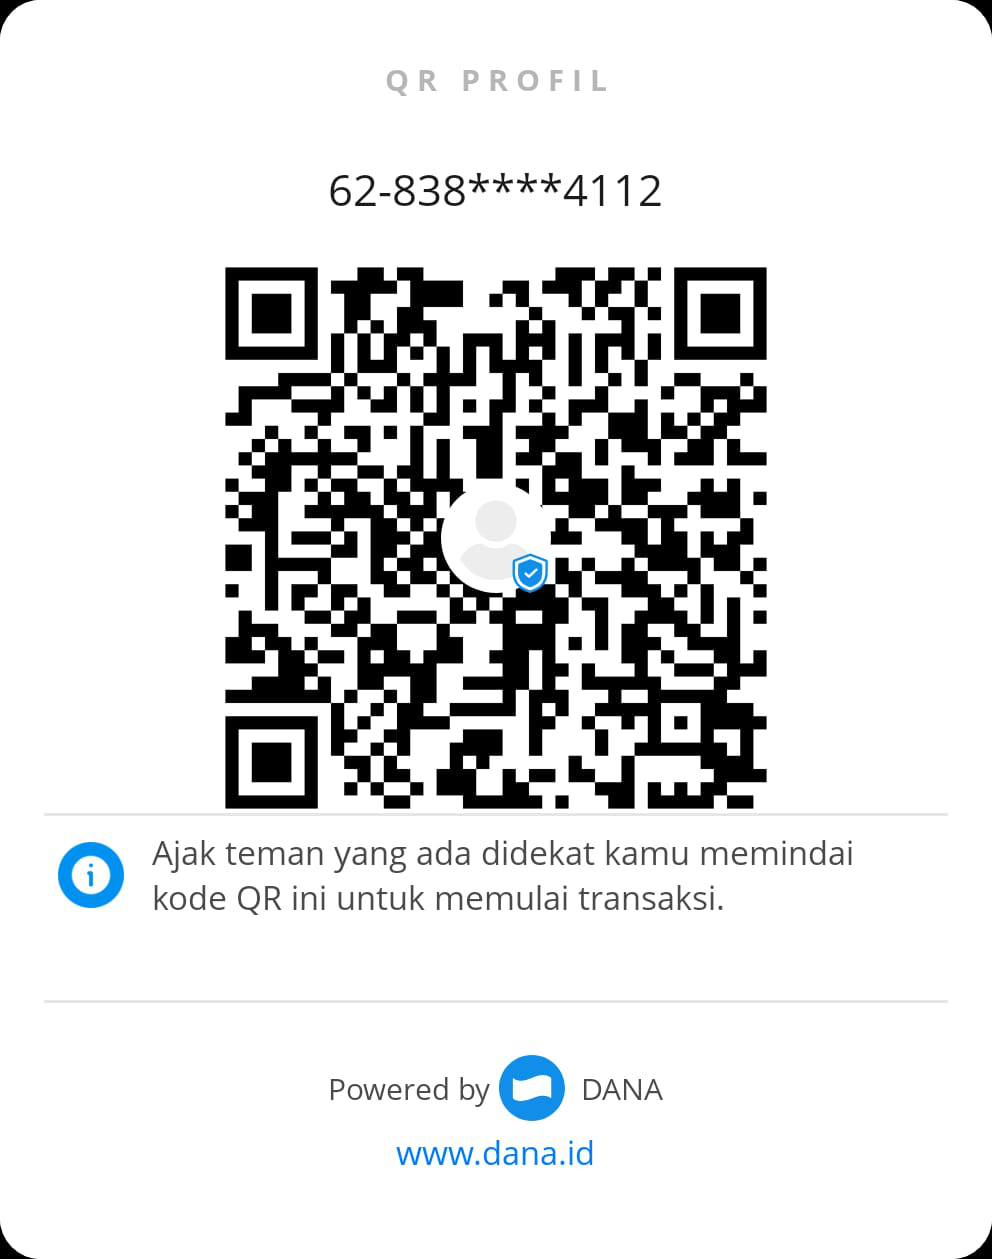 QR PROFIL
62-838****4112
Ajak teman yang ada didekat kamu memindai
kode QR ini untuk memulai transaksi.
Powered by DANA
www.dana.id